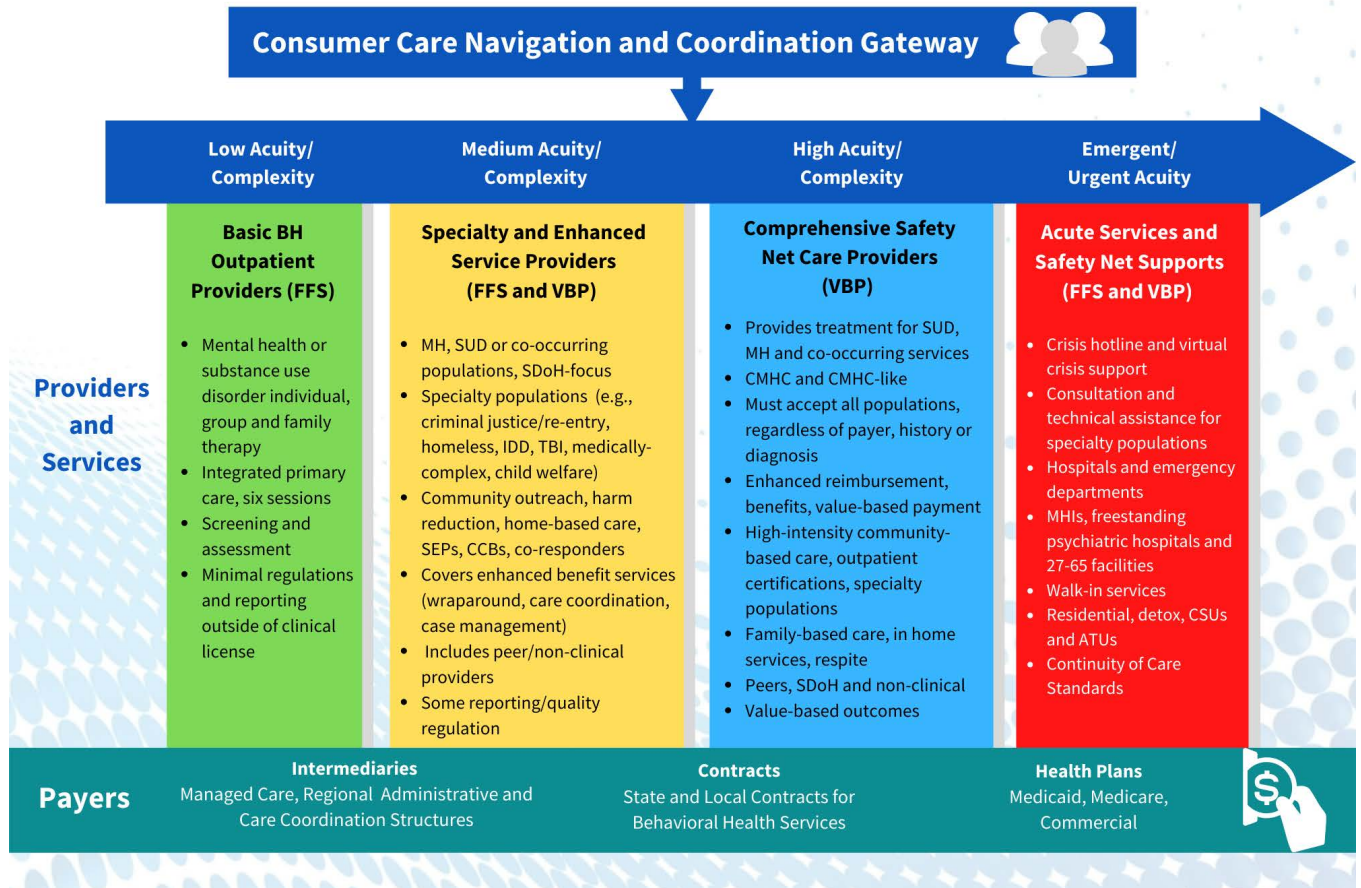 Consumer Care Navigation and Coordination Gateway
Low Acuity/
Complexity
Medium Acuity/
Complexity
High Acuity/
Complexity
Emergent/
Urgent Acuity
Providers
and
Services
Basic BH
Outpatient
Providers (FFS)
• Mental health or
substance use
disorder individual,
group and family
therapy
• Integrated primary
care, six sessions
• Screening and
assessment
• Minimal regulations
and reporting
outside of clinical
license
Specialty and Enhanced
Service Providers
(FFS and VBP)
• MH, SUD or co-occurring
populations, SDoH-focus
• Specialty populations (e.g.,
criminal justice/re-entry,
homeless, IDD, TBI, medically-
complex, child welfare)
• Community outreach, harm
reduction, home-based care,
SEPs, CCBs, co-responders
• Covers enhanced benefit services
(wraparound, care coordination,
case management)
• Includes peer/non-clinical
providers
• Some reporting/quality
regulation
Comprehensive Safety
Net Care Providers
(VBP)
• Provides treatment for SUD,
MH and co-occurring services
• CMHC and CMHC-like
• Must accept all populations,
regardless of payer, history or
diagnosis
• Enhanced reimbursement,
benefits, value-based payment
• High-intensity community-
based care, outpatient
certifications, specialty
populations
• Family-based care, in home
services, respite
• Peers, SDoH and non-clinical
• Value-based outcomes
Acute Services and
Safety Net Supports
(FFS and VBP)
• Crisis hotline and virtual
crisis support
• Consultation and
technical assistance for
specialty populations
• Hospitals and emergency
departments
• MHIs, freestanding
psychiatric hospitals and
27-65 facilities
• Walk-in services
• Residential, detox, CSUs
and ATUs
• Continuity of Care
Standards
Payers
Intermediaries
Managed Care, Regional Administrative and
Care Coordination Structures
Contracts
State and Local Contracts for
Behavioral Health Services
Health Plans
Medicaid, Medicare,
Commercial
$